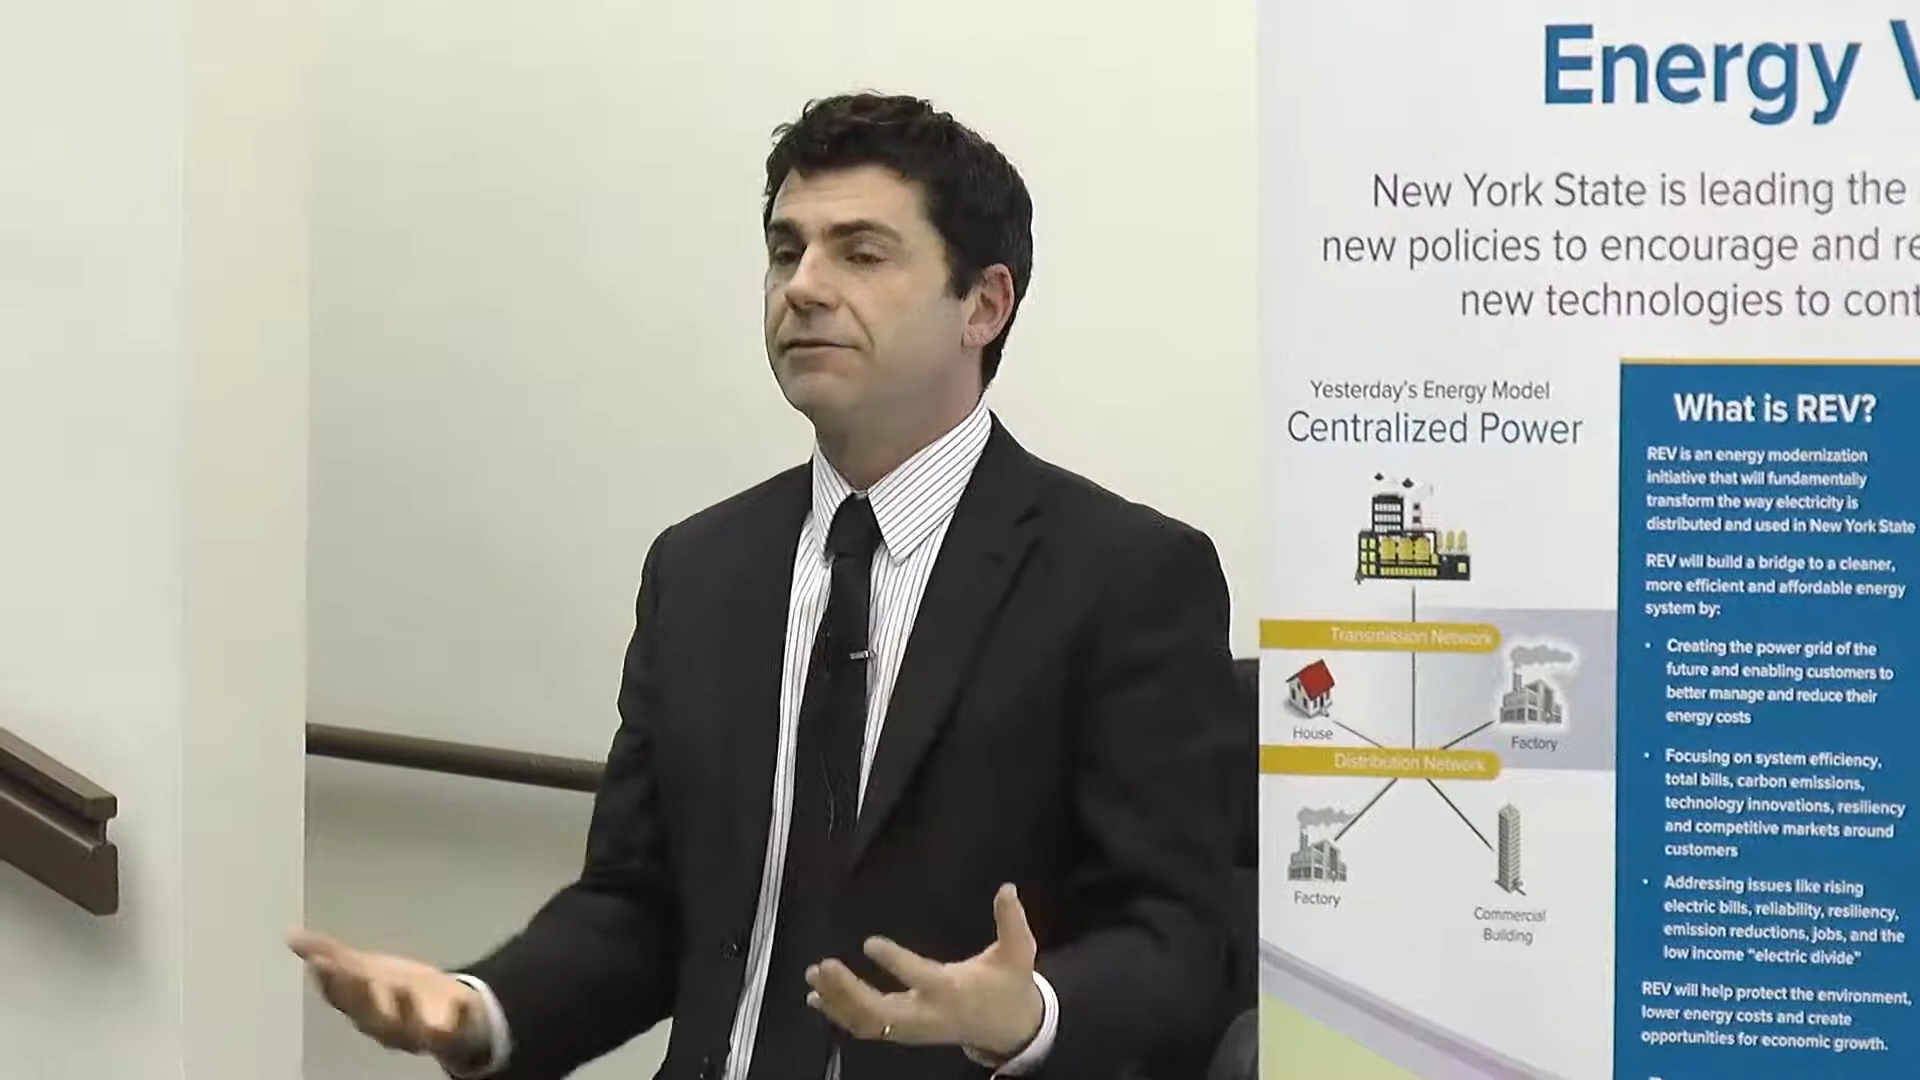 Energy
New York State is leading the
new policies to encourage and
new technologies to
Yesterday's Energy Model
Centralized Power
Transmission Network
House
Factory
Distribution Network
Factory
Commercial
Building
What is REV?
REV is an energy modernization
initiative that will fundamentally
transform the way electricity is
distributed and used in New York State
REV will build a bridge to a cleaner,
more efficient and affordable energy
system by:
• Creating the power grid of the
future and enabling customers to
better manage and reduce their
energy costs
• Focusing on system efficiency,
total bills, carbon emissions,
technology innovations, resiliency
and competitive markets around
customers
• Addressing issues like rising
electric bills, reliability, resiliency,
emission reductions, jobs, and the
low income "electric divide"
REV will help protect the environment,
lower energy costs and create
opportunities for economic growth.